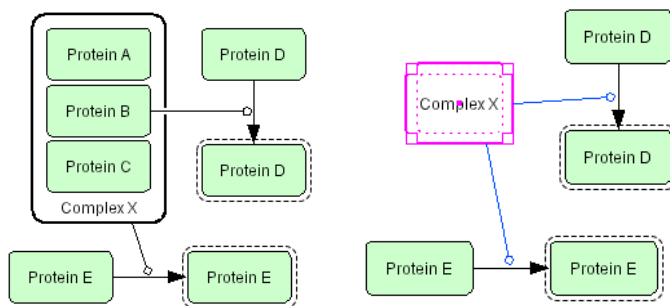 Protein A
Protein D
Protein B
Protein C
Protein D
Complex X
Protein E
Protein E
Protein D
Complex X
Protein D
Protein E
Protein E